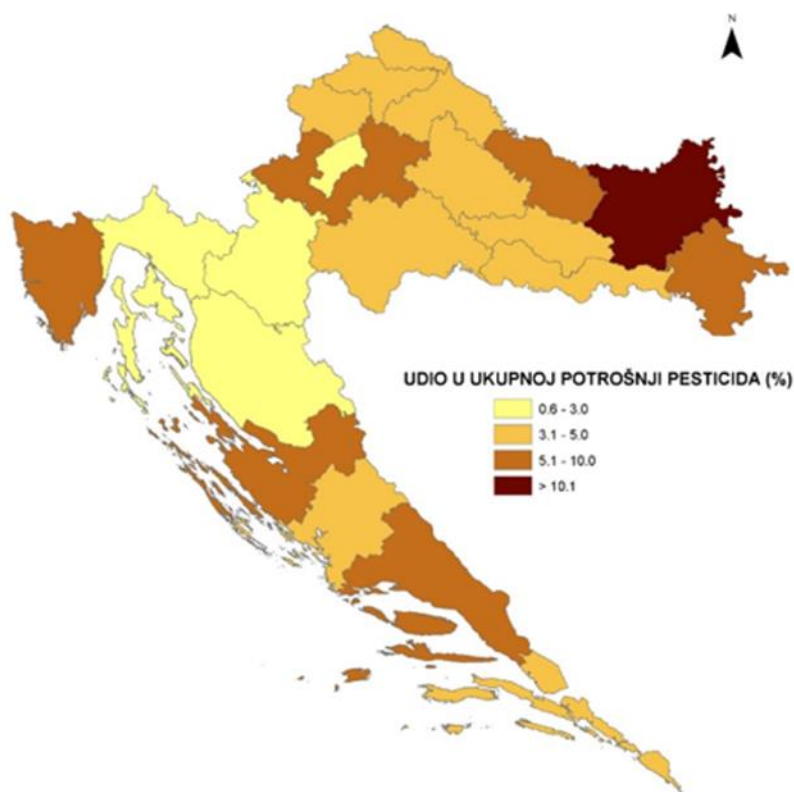 N
UDIO U UKUPNOJ POTROŠNJI PESTICIDA (%)
0.6 - 3.0
3.1 - 5.0
5.1 - 10.0
> 10.1